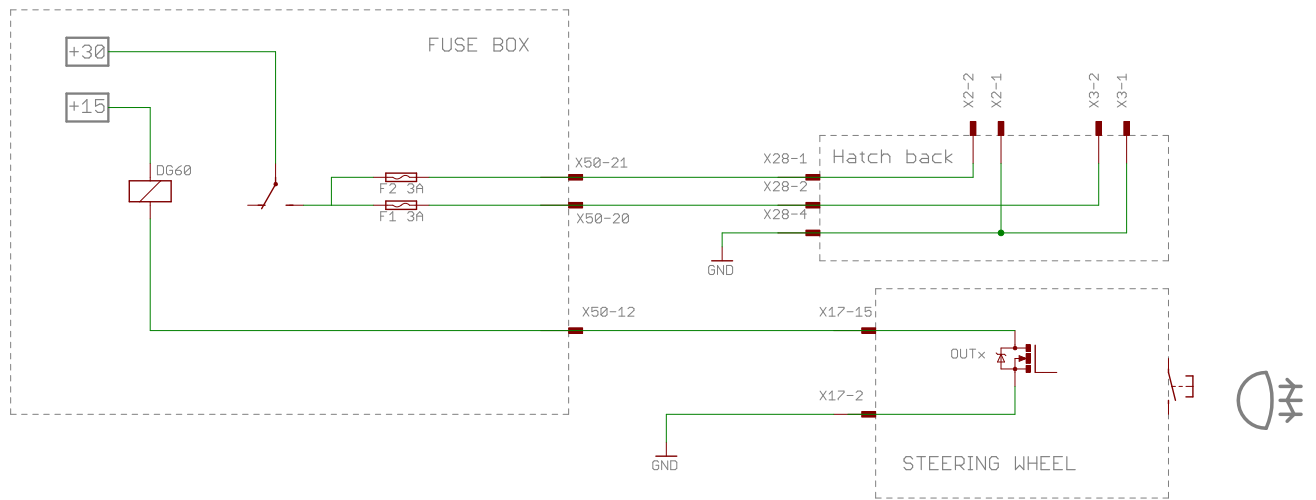 +30
FUSE BOX
+15
DG60
F2 3A
F1 3A
X50-21
X50-20
X28-1
X28-2
X28-4
GND
Hatch back
X2-2
X2-1
X3-2
X3-1
X50-12
X17-15
OUTx
X17-2
GND
STEERING WHEEL